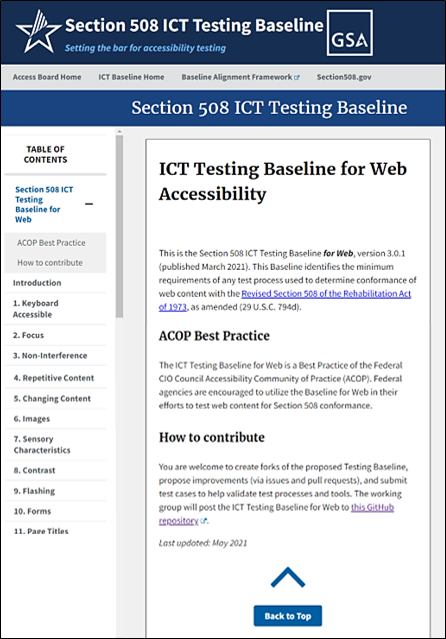 Section 508 ICT Testing Baseline
Setting the bar for accessibility testing
GSA
Access Board Home
ICT Baseline Home
Baseline Alignment Framework
Section508.gov
Section 508 ICT Testing Baseline
TABLE OF
CONTENTS
Section 508 ICT
Testing
Baseline for
Web
ACOP Best Practice
How to contribute
Introduction
1. Keyboard
Accessible
2. Focus
3. Non-Interference
4. Repetitive Content
5. Changing Content
6. Images
7. Sensory
Characteristics
8. Contrast
9. Flashing
10. Forms
11. Page Titles
ICT Testing Baseline for Web
Accessibility
This is the Section 508 ICT Testing Baseline for Web, version 3.0.1
(published March 2021). This Baseline identifies the minimum
requirements of any test process used to determine conformance of
web content with the Revised Section 508 of the Rehabilitation Act
of 1973, as amended (29 U.S.C. 794d).
ACOP Best Practice
The ICT Testing Baseline for Web is a Best Practice of the Federal
CIO Council Accessibility Community of Practice (ACOP). Federal
agencies are encouraged to utilize the Baseline for Web in their
efforts to test web content for Section 508 conformance.
How to contribute
You are welcome to create forks of the proposed Testing Baseline,
propose improvements (via issues and pull requests), and submit
test cases to help validate test processes and tools. The working
group will post the ICT Testing Baseline for Web to this GitHub
repository.
Last updated: May 2021
Back to Top